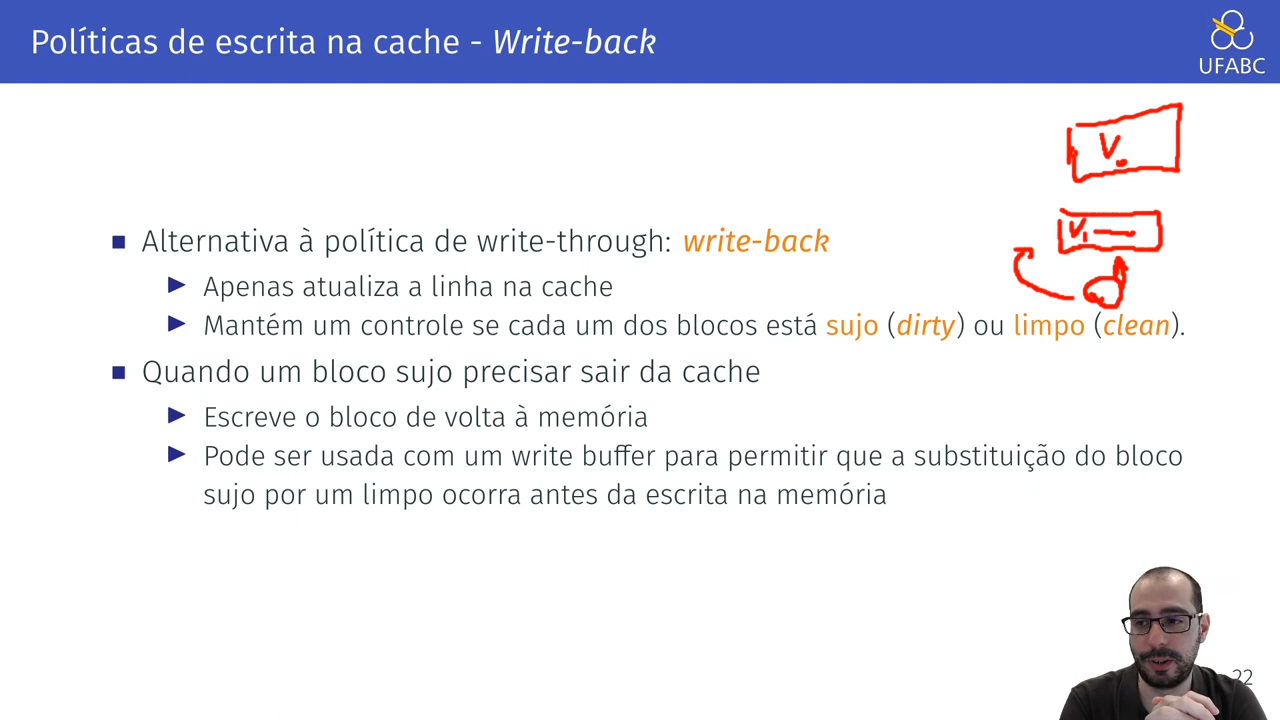 Políticas de escrita na cache - Write-back
UFABC
V₀
V₁
Alternativa à política de write-through: write-back
Apenas atualiza a linha na cache
Mantém um controle se cada um dos blocos está sujo (dirty) ou limpo (clean).
Quando um bloco sujo precisar sair da cache
Escreve o bloco de volta à memória
Pode ser usada com um write buffer para permitir que a substituição do bloco
sujo por um limpo ocorra antes da escrita na memória
22